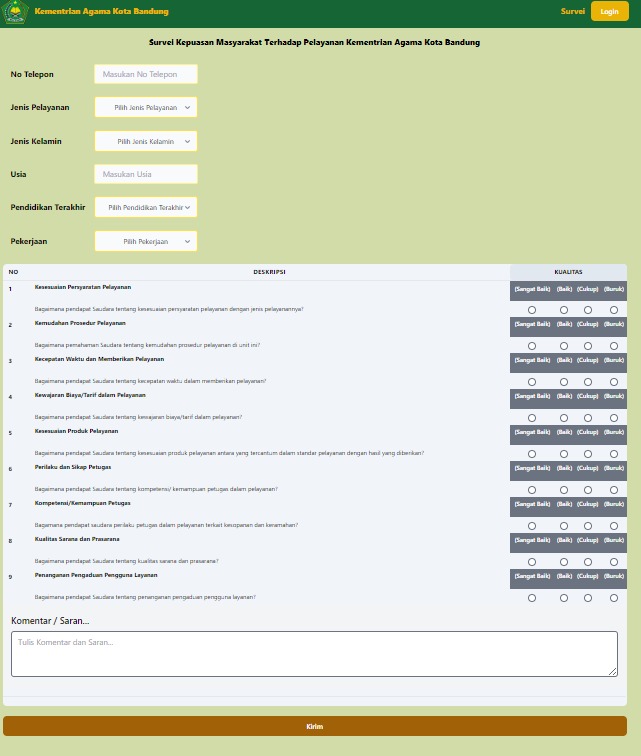 Kementrian Agama Kota Bandung
Survei
Login
Survei Kepuasan Masyarakat Terhadap Pelayanan Kementrian Agama Kota Bandung
No Telepon
Masukan No Telepon
Jenis Pelayanan
Pilih Jenis Pelayanan
Jenis Kelamin
Pilih Jenis Kelamin
Usia
Masukan Usia
Pendidikan Terakhir
Pilih Pendidikan Terakhir
Pekerjaan
Pilih Pekerjaan
NO DESKRIPSI KUALITAS
1 Kesesuaian Persyaratan Pelayanan (Sangat Baik) (Baik) (Cukup) (Buruk)
Bagaimana pendapat Saudara tentang kesesuaian persyaratan pelayanan dengan jenis pelayanannya?
2 Kemudahan Prosedur Pelayanan (Sangat Baik) (Baik) (Cukup) (Buruk)
Bagaimana pemahaman Saudara tentang kemudahan prosedur pelayanan di unit ini?
3 Kecepatan Waktu dan Memberikan Pelayanan (Sangat Baik) (Baik) (Cukup) (Buruk)
Bagaimana pendapat Saudara tentang kecepatan waktu dalam memberikan pelayanan?
4 Kewajaran Biaya/Tarif dalam Pelayanan (Sangat Baik) (Baik) (Cukup) (Buruk)
Bagaimana pendapat Saudara tentang kewajaran biaya/tarif dalam pelayanan?
5 Kesesuaian Produk Pelayanan (Sangat Baik) (Baik) (Cukup) (Buruk)
Bagaimana pendapat Saudara tentang kesesuaian produk pelayanan antara yang tercantum dalam standar pelayanan dengan hasil yang diberikan?
6 Perilaku dan Sikap Petugas (Sangat Baik) (Baik) (Cukup) (Buruk)
Bagaimana pendapat Saudara tentang kompetensi/ kemampuan petugas dalam pelayanan?
7 Kompetensi/Kemampuan Petugas (Sangat Baik) (Baik) (Cukup) (Buruk)
Bagamana pendapat saudara perilaku petugas dalam pelayanan terkait kesopanan dan keramahan?
8 Kualitas Sarana dan Prasarana (Sangat Baik) (Baik) (Cukup) (Buruk)
Bagaimana pendapat Saudara tentang kualitas sarana dan prasarana?
9 Penanganan Pengaduan Pengguna Layanan (Sangat Baik) (Baik) (Cukup) (Buruk)
Bagaimana pendapat Saudara tentang penanganan pengaduan pengguna layanan?
Komentar / Saran...
Tulis Komentar dan Saran...
Kirim